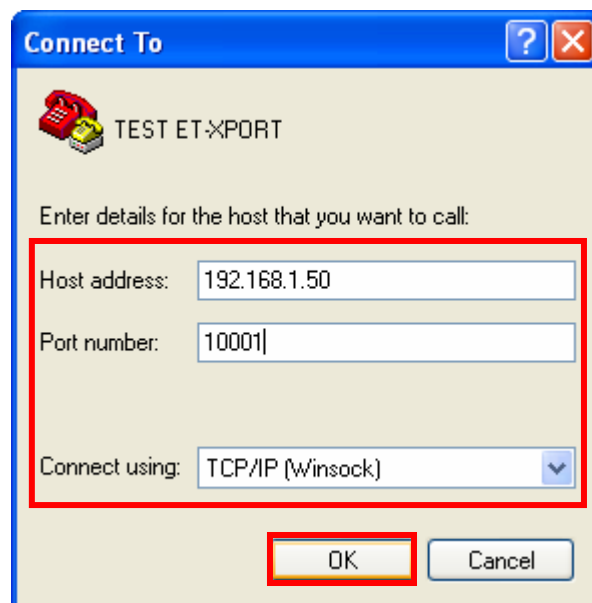 Connect To
TEST ET-XPORT
Enter details for the host that you want to call:
Host address: 192.168.1.50
Port number: 10001
Connect using: TCP/IP (Winsock)
OK Cancel